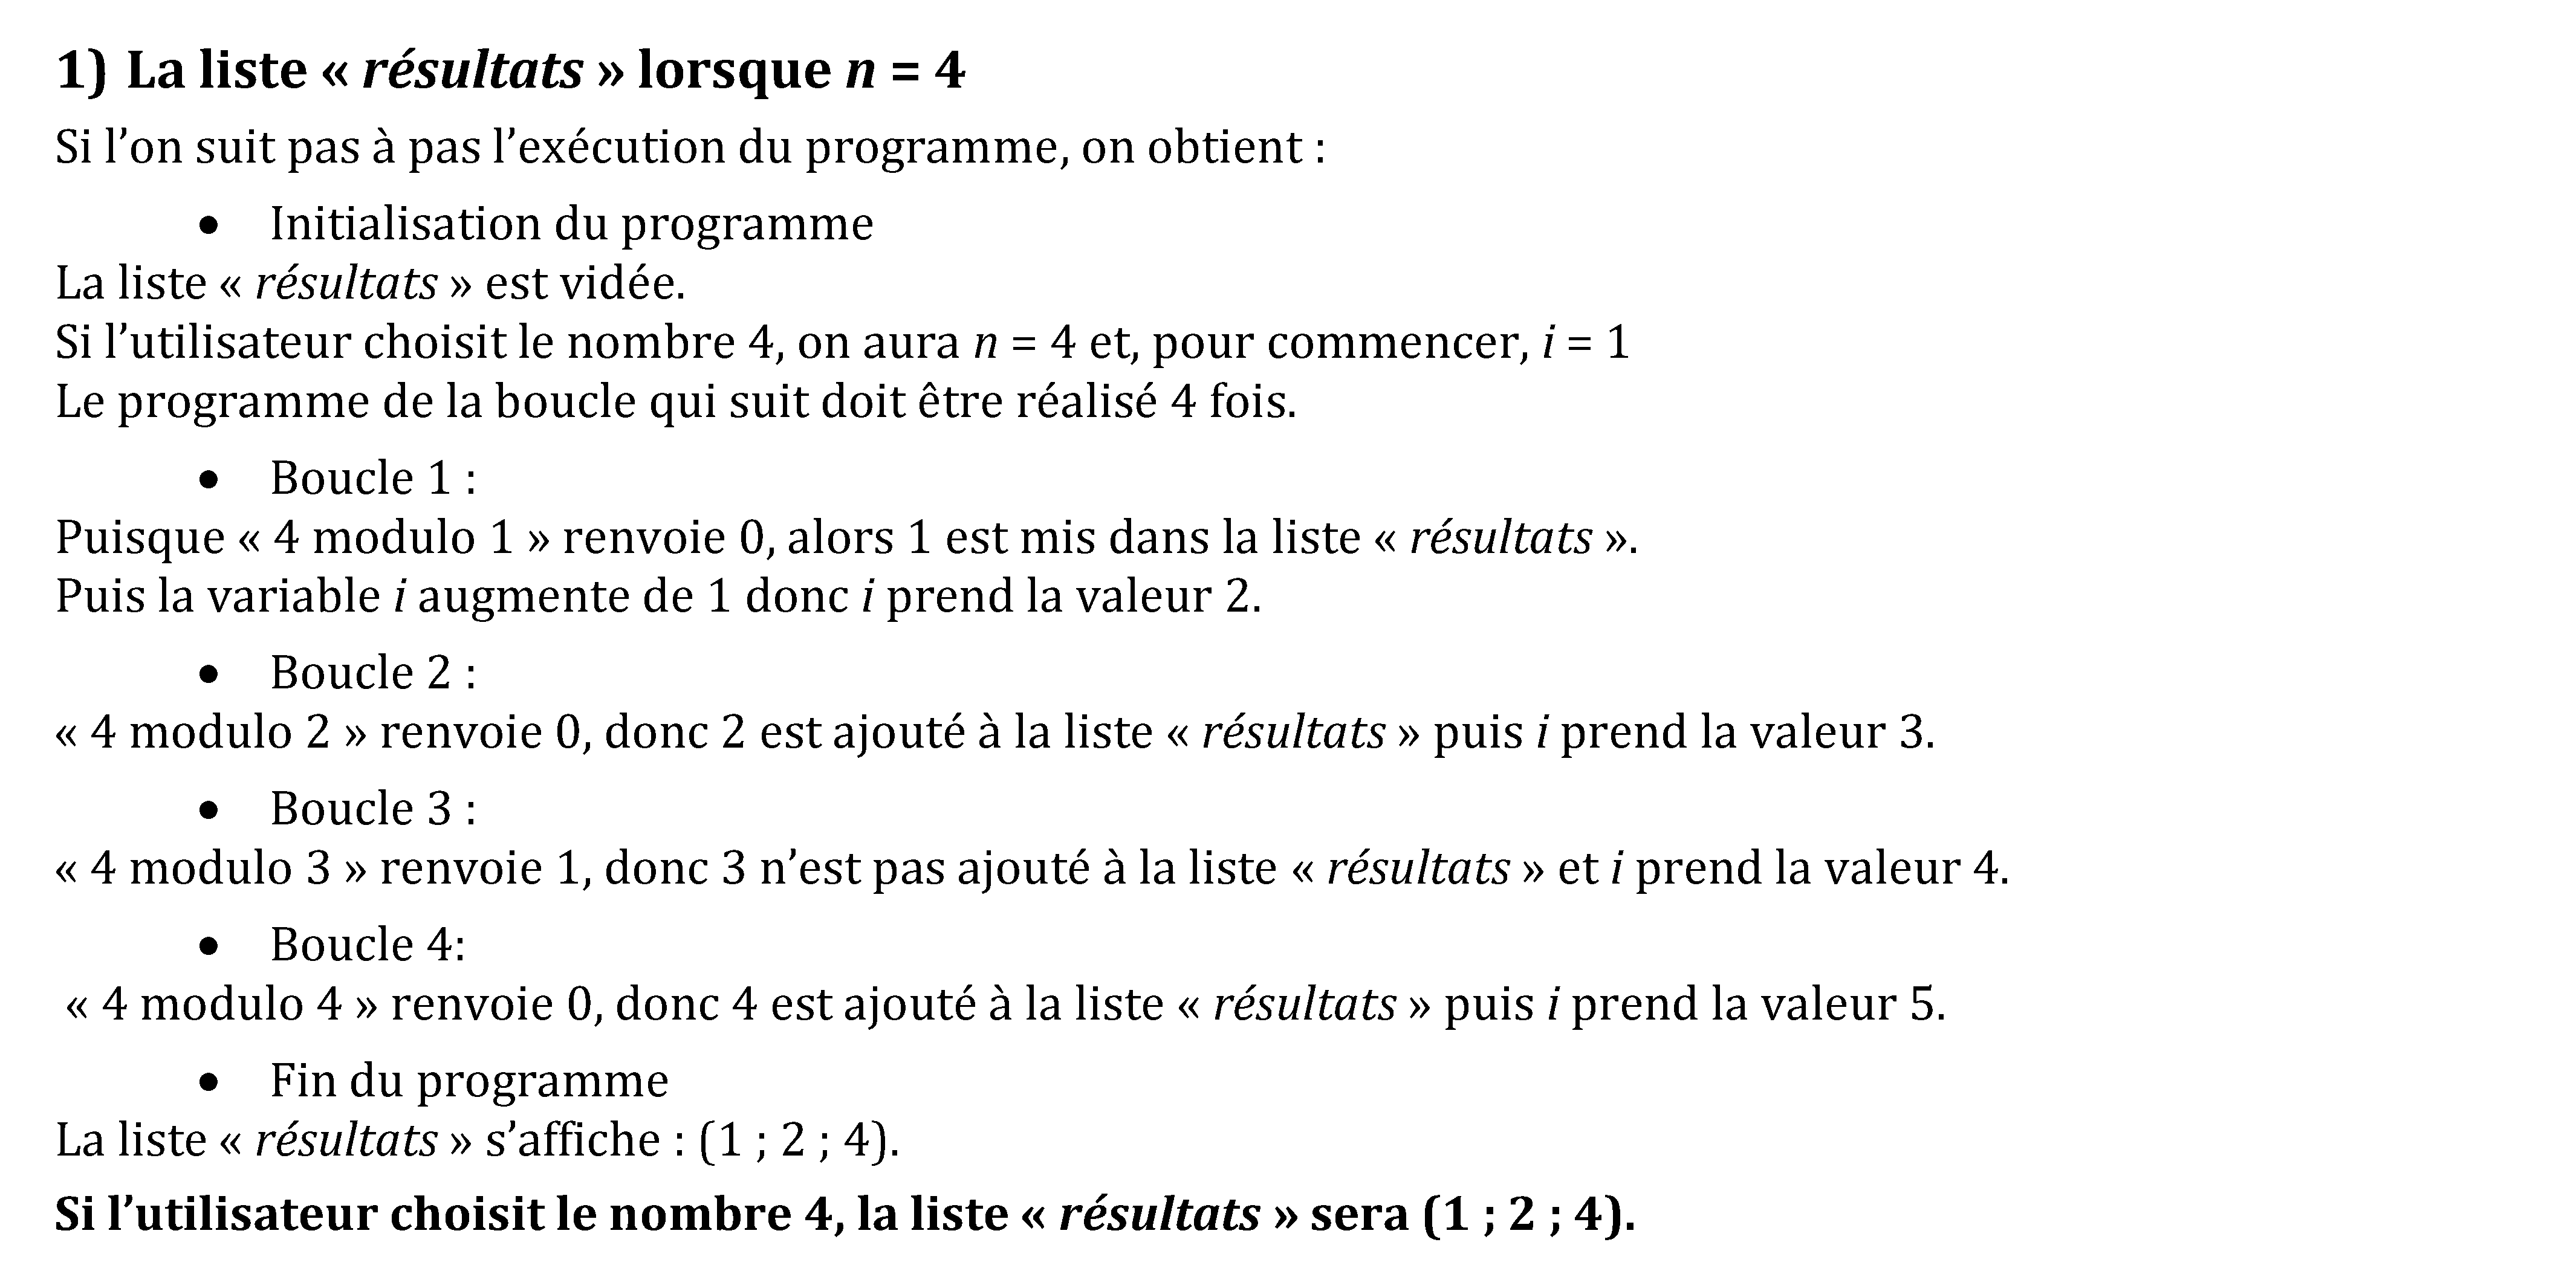 1) La liste « résultats » lorsque n = 4
Si l’on suit pas à pas l’exécution du programme, on obtient :
• Initialisation du programme
La liste « résultats » est vidée.
Si l’utilisateur choisit le nombre 4, on aura n = 4 et, pour commencer, i = 1
Le programme de la boucle qui suit doit être réalisé 4 fois.
• Boucle 1 :
Puisque « 4 modulo 1 » renvoie 0, alors 1 est mis dans la liste « résultats ».
Puis la variable i augmente de 1 donc i prend la valeur 2.
• Boucle 2 :
« 4 modulo 2 » renvoie 0, donc 2 est ajouté à la liste « résultats » puis i prend la valeur 3.
• Boucle 3 :
« 4 modulo 3 » renvoie 1, donc 3 n’est pas ajouté à la liste « résultats » et i prend la valeur 4.
• Boucle 4:
« 4 modulo 4 » renvoie 0, donc 4 est ajouté à la liste « résultats » puis i prend la valeur 5.
• Fin du programme
La liste « résultats » s’affiche : (1 ; 2 ; 4).
Si l’utilisateur choisit le nombre 4, la liste « résultats » sera (1 ; 2 ; 4).